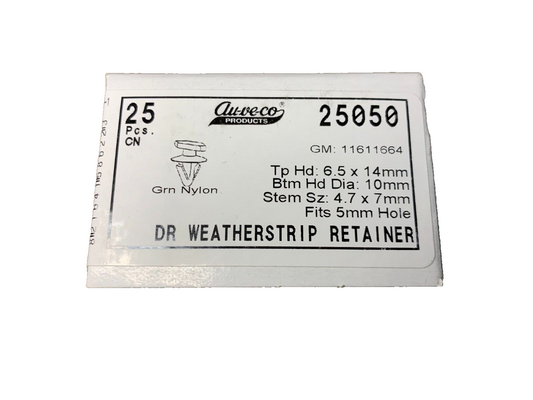 25
Pcs.
CN
Au-ve-co®
PRODUCTS
25050
GM: 11611664
Grn Nylon
Tp Hd: 6.5 x 14mm
Btm Hd Dia: 10mm
Stem Sz: 4.7 x 7mm
Fits 5mm Hole
DR WEATHERSTRIP RETAINER